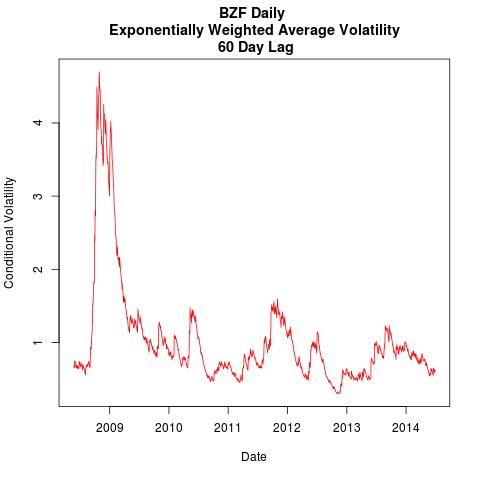 BZF Daily
Exponentially Weighted Average Volatility
60 Day Lag
Conditional Volatility
4
3
2
1
2009 2010 2011 2012 2013 2014
Date